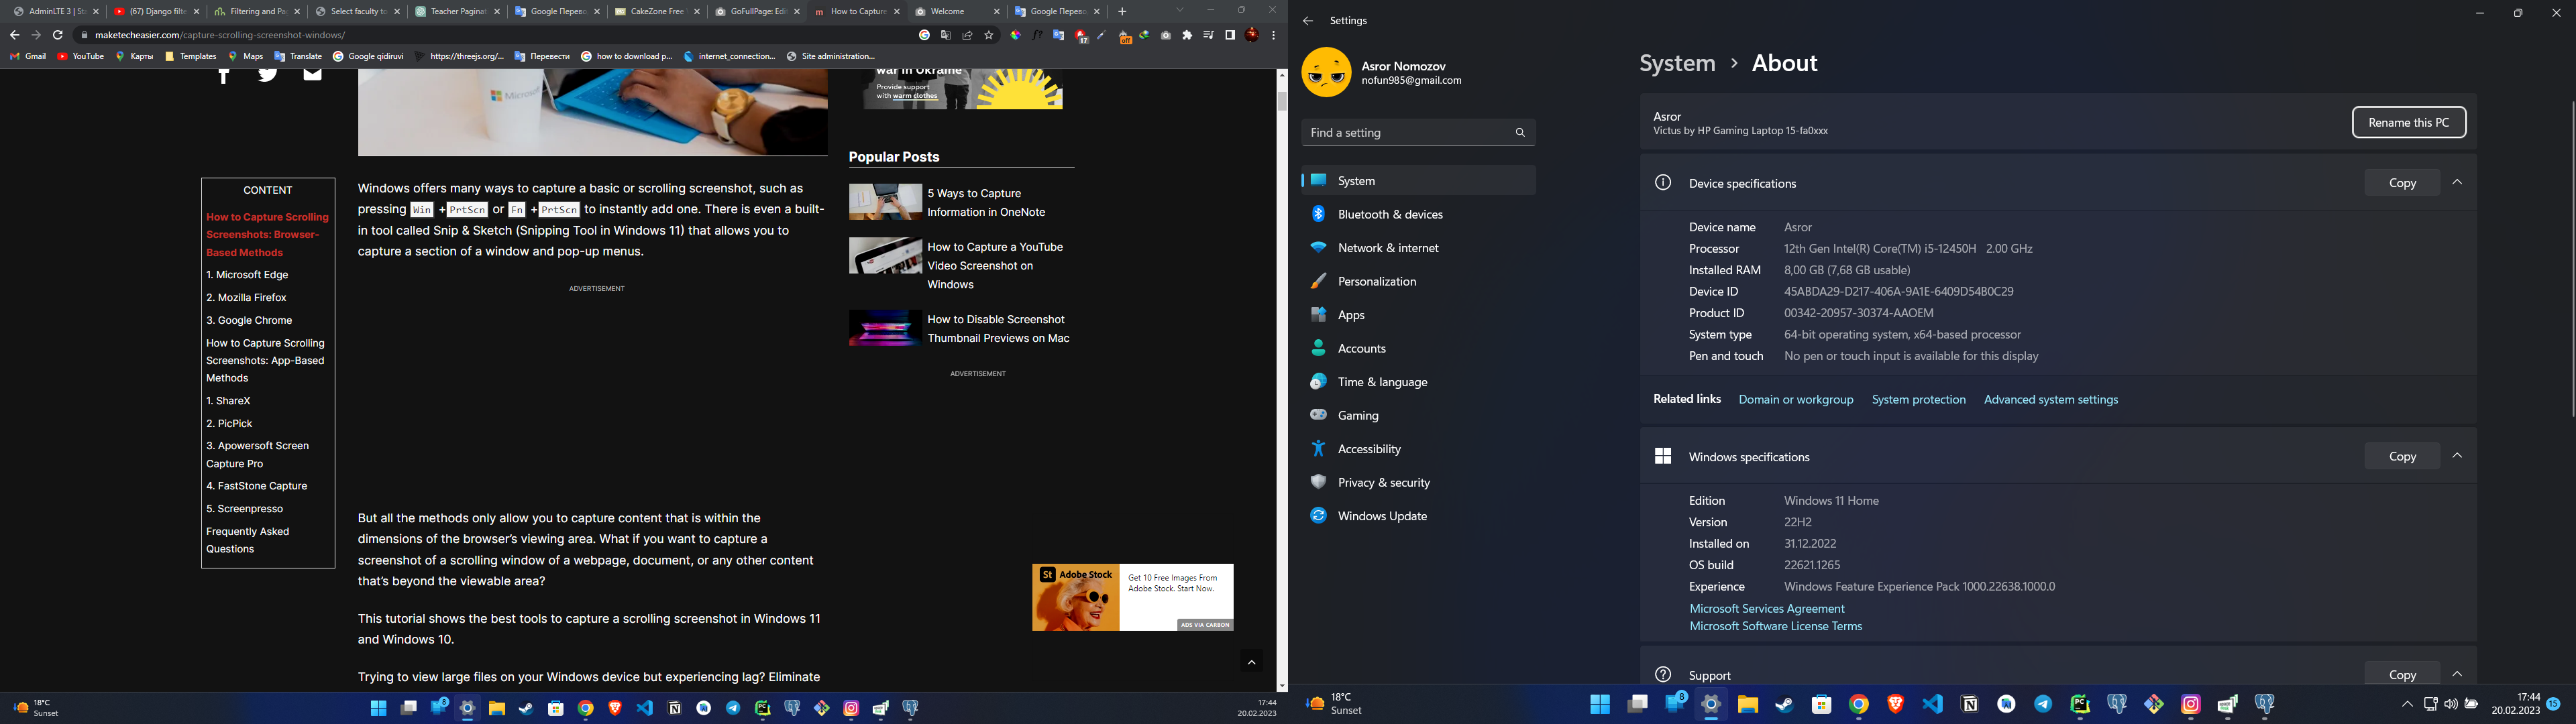 AdminLTE 3 | St
(67) Django filte
Filtering and Pa
Select faculty to
Teacher Paginat
Google Перево
CakeZone Free
GoFullPage: Edi
How to Capture
Welcome
Google Перево
maketecheasier.com/capture-scrolling-screenshot-windows/
17
off
Gmail
YouTube
Карты
Templates
Maps
Translate
Google qidiruvi
https://threejs.org/...
Перевести
how to download p...
internet_connection...
Site administration...
war in Ukraine
Provide support
with warm clothes
Microsoft
CONTENT
How to Capture Scrolling
Screenshots: Browser-
Based Methods
1. Microsoft Edge
2. Mozilla Firefox
3. Google Chrome
How to Capture Scrolling
Screenshots: App-Based
Methods
1. ShareX
2. PicPick
3. Apowersoft Screen
Capture Pro
4. FastStone Capture
5. Screenpresso
Frequently Asked
Questions
Windows offers many ways to capture a basic or scrolling screenshot, such as
pressing Win + PrtScn or Fn + PrtScn to instantly add one. There is even a built-
in tool called Snip & Sketch (Snipping Tool in Windows 11) that allows you to
capture a section of a window and pop-up menus.
ADVERTISEMENT
But all the methods only allow you to capture content that is within the
dimensions of the browser's viewing area. What if you want to capture a
screenshot of a scrolling window of a webpage, document, or any other content
that's beyond the viewable area?
This tutorial shows the best tools to capture a scrolling screenshot in Windows 11
and Windows 10.
Trying to view large files on your Windows device but experiencing lag? Eliminate
Popular Posts
5 Ways to Capture
Information in OneNote
How to Capture a YouTube
Video Screenshot on
Windows
How to Disable Screenshot
Thumbnail Previews on Mac
ADVERTISEMENT
St Adobe Stock
Get 10 Free Images From
Adobe Stock. Start Now.
ADS VIA CARBON
18°C
Sunset
8
17:44
20.02.2023
Settings
Asror Nomozov
nofun985@gmail.com
Find a setting
System
Bluetooth & devices
Network & internet
Personalization
Apps
Accounts
Time & language
Gaming
Accessibility
Privacy & security
Windows Update
System > About
Asror
Victus by HP Gaming Laptop 15-fa0xxx
Rename this PC
Device specifications
Copy
Device name Asror
Processor 12th Gen Intel(R) Core(TM) i5-12450H 2.00 GHz
Installed RAM 8,00 GB (7,68 GB usable)
Device ID 45ABDA29-D217-406A-9A1E-6409D54B0C29
Product ID 00342-20957-30374-AAOEM
System type 64-bit operating system, x64-based processor
Pen and touch No pen or touch input is available for this display
Related links Domain or workgroup System protection Advanced system settings
Windows specifications
Copy
Edition Windows 11 Home
Version 22H2
Installed on 31.12.2022
OS build 22621.1265
Experience Windows Feature Experience Pack 1000.22638.1000.0
Microsoft Services Agreement
Microsoft Software License Terms
Support
Copy
18°C
Sunset
8
17:44
20.02.2023
15